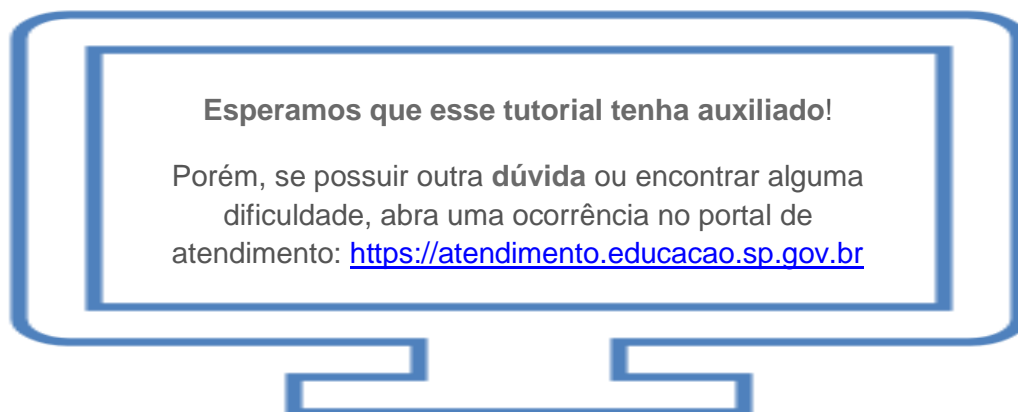 Esperamos que esse tutorial tenha auxiliado!
Porém, se possuir outra dúvida ou encontrar alguma
dificuldade, abra uma ocorrência no portal de
atendimento: https://atendimento.educacao.sp.gov.br